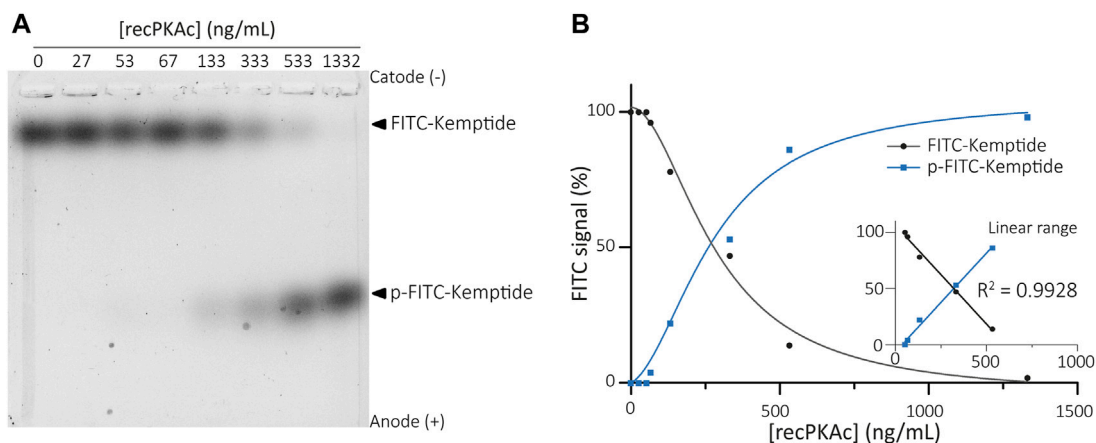 A
[recPKAc] (ng/mL)
0 27 53 67 133 333 533 1332
Catode (-)
FITC-Kemptide
p-FITC-Kemptide
Anode (+)
B
FITC signal (%)
100
50
0
0 500 1000 1500
[recPKAc] (ng/mL)
FITC-Kemptide
p-FITC-Kemptide
Linear range
100
50
0
0 500 1000
R² = 0.9928